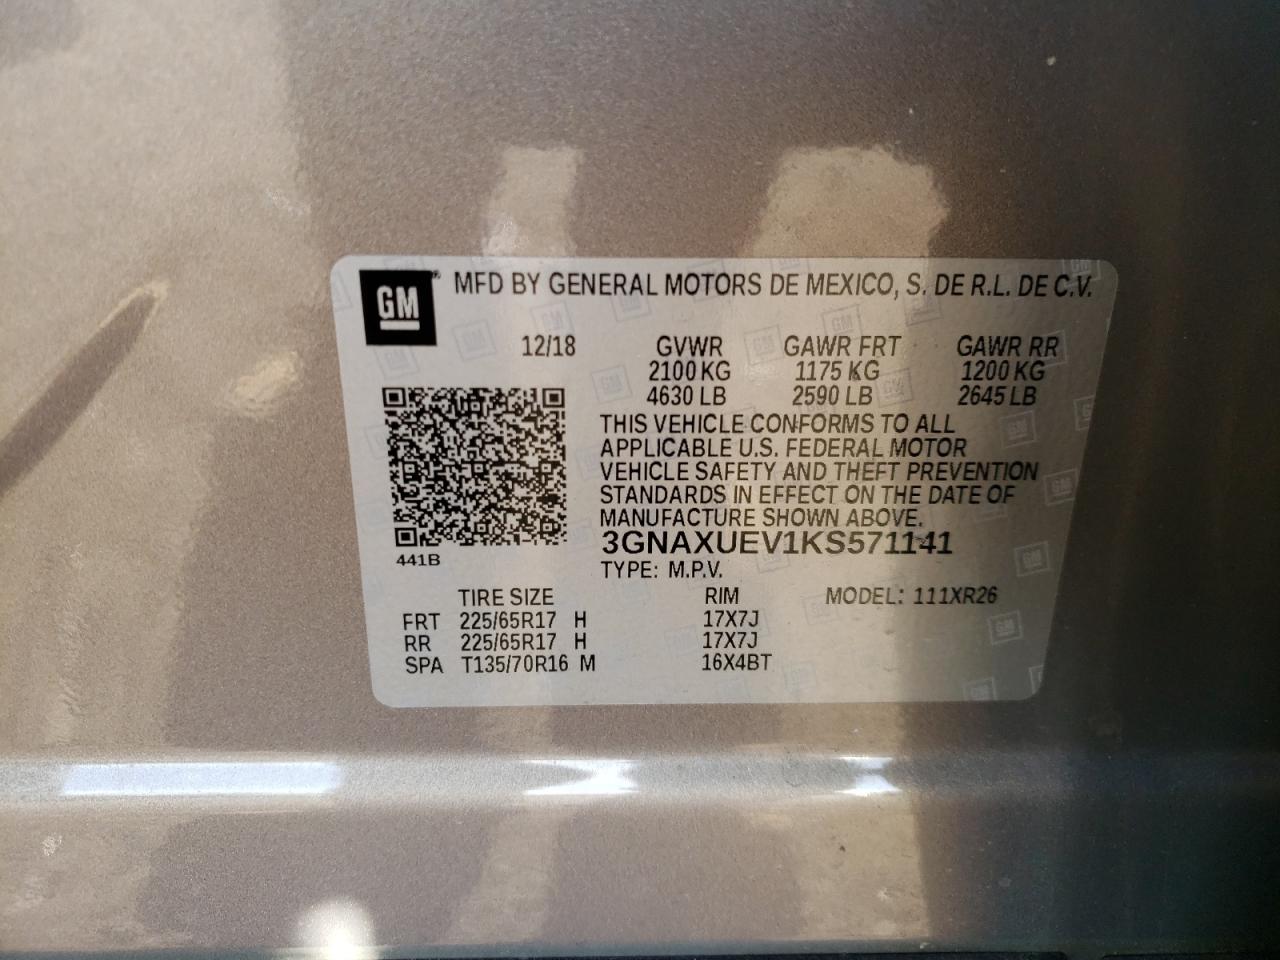 GM® MFD BY GENERAL MOTORS DE MEXICO, S. DE R.L. DE C.V.
12/18 GVWR GAWR FRT GAWR RR
2100 KG 1175 KG 1200 KG
4630 LB 2590 LB 2645 LB
THIS VEHICLE CONFORMS TO ALL
APPLICABLE U.S. FEDERAL MOTOR
VEHICLE SAFETY AND THEFT PREVENTION
STANDARDS IN EFFECT ON THE DATE OF
MANUFACTURE SHOWN ABOVE.
3GNAXUEV1KS571141
441B
TYPE: M.P.V.
TIRE SIZE RIM MODEL: 111XR26
FRT 225/65R17 H 17X7J
RR 225/65R17 H 17X7J
SPA T135/70R16 M 16X4BT